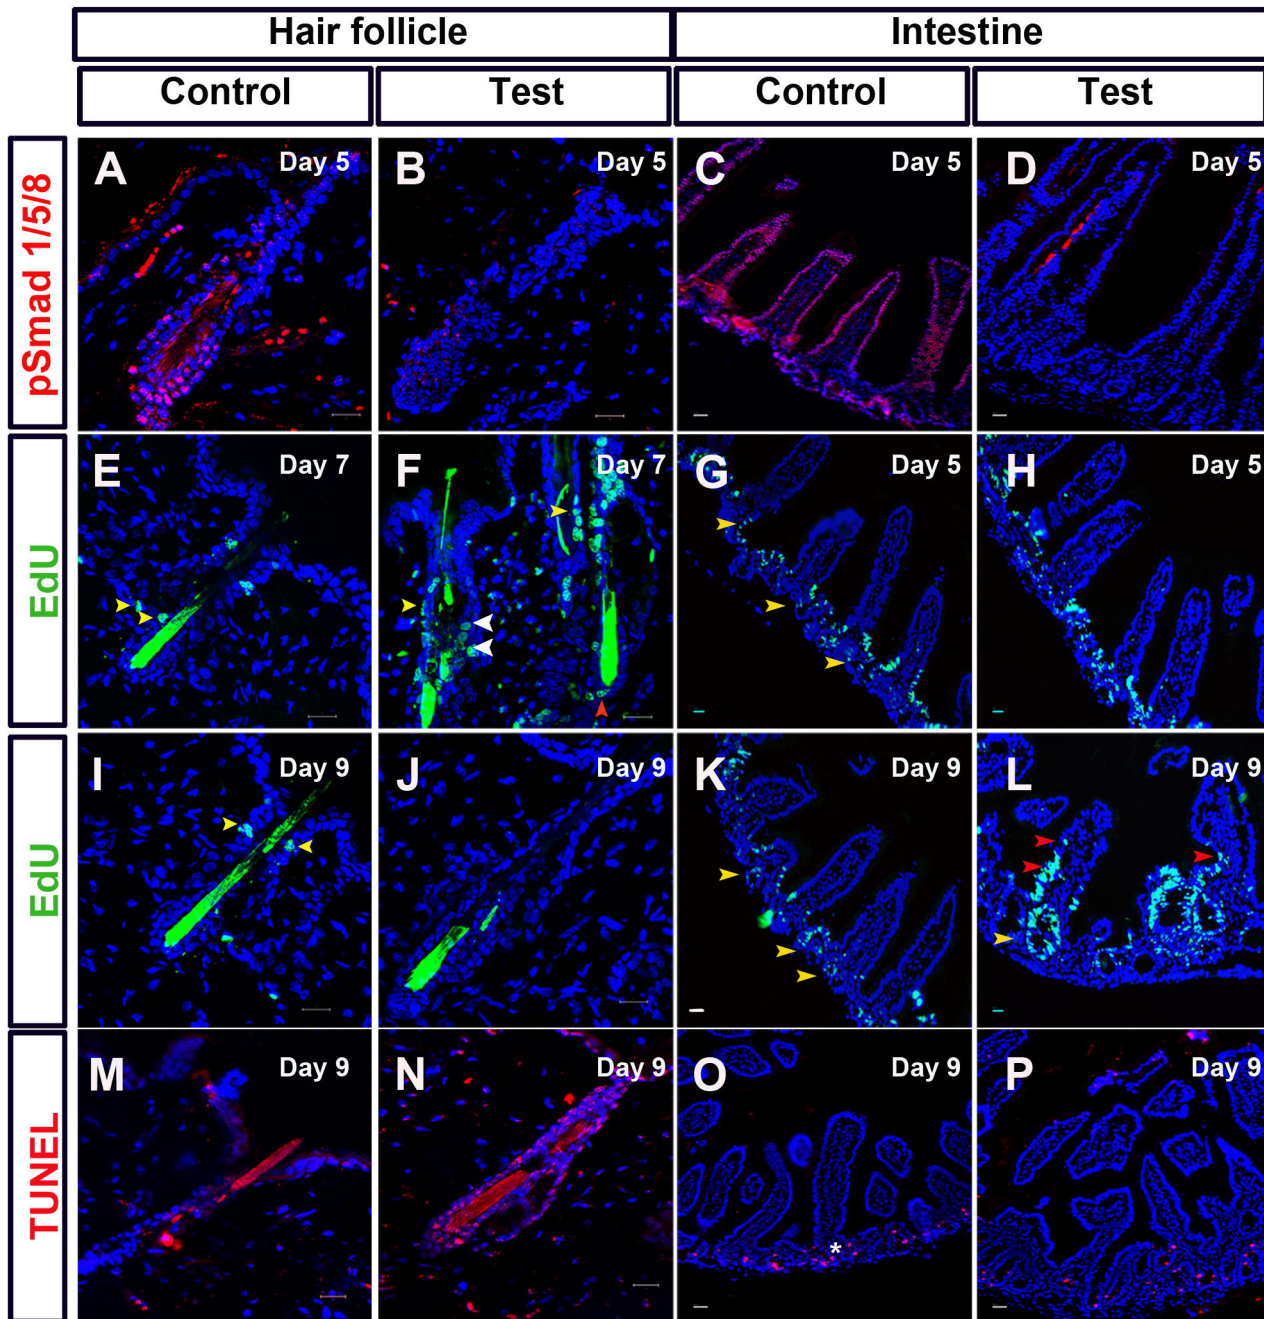 Hair follicle
Intestine
Control
Test
Control
Test
pSmad 1/5/8
A
Day 5
B
Day 5
C
Day 5
D
Day 5
EdU
E
Day 7
F
Day 7
G
Day 5
H
Day 5
EdU
I
Day 9
J
Day 9
K
Day 9
L
Day 9
TUNEL
M
Day 9
N
Day 9
O
Day 9
*
P
Day 9